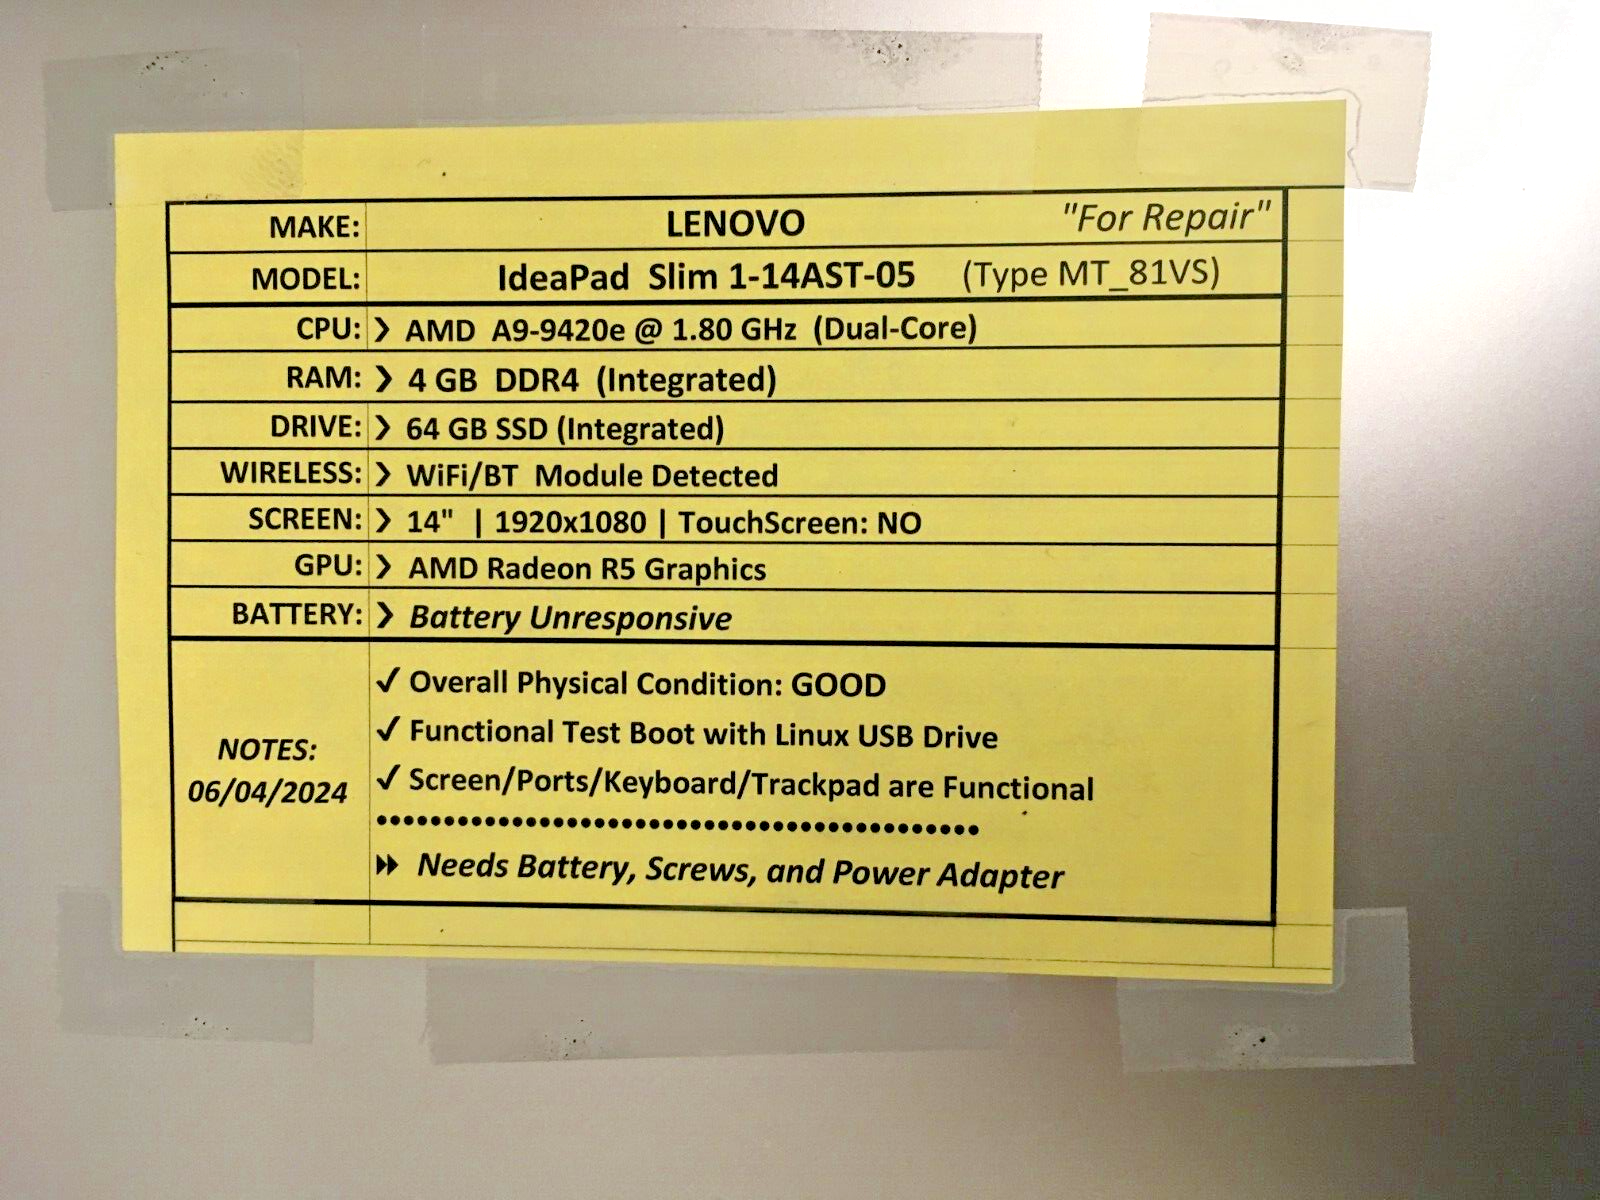 MAKE: LENOVO "For Repair"
MODEL: IdeaPad Slim 1-14AST-05 (Type MT_81VS)
CPU: ❯ AMD A9-9420e @ 1.80 GHz (Dual-Core)
RAM: ❯ 4 GB DDR4 (Integrated)
DRIVE: ❯ 64 GB SSD (Integrated)
WIRELESS: ❯ WiFi/BT Module Detected
SCREEN: ❯ 14" | 1920x1080 | TouchScreen: NO
GPU: ❯ AMD Radeon R5 Graphics
BATTERY: ❯ Battery Unresponsive
NOTES:
06/04/2024
✓ Overall Physical Condition: GOOD
✓ Functional Test Boot with Linux USB Drive
✓ Screen/Ports/Keyboard/Trackpad are Functional
•••••••••••••••••••••••••••••••••••••••••••••
▸▸ Needs Battery, Screws, and Power Adapter